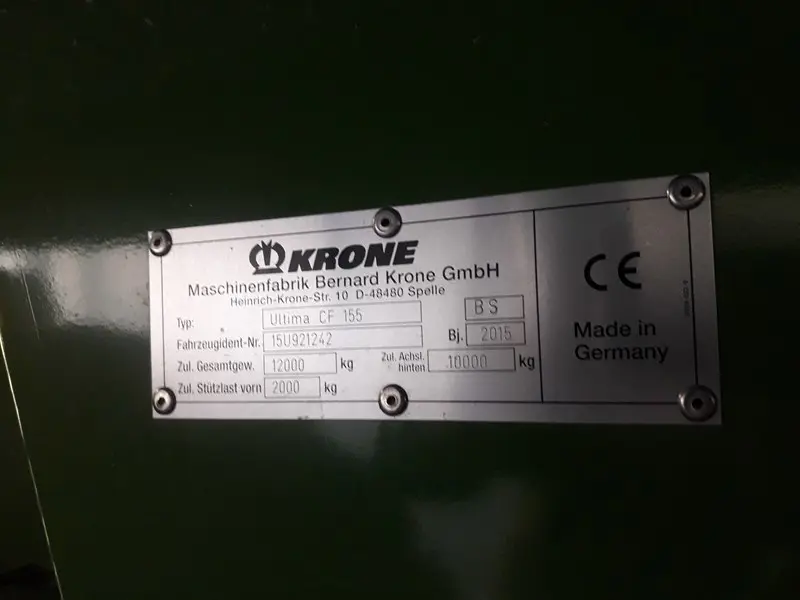 KRONE
Maschinenfabrik Bernard Krone GmbH
Heinrich-Krone-Str. 10 D-48480 Spelle
Typ: Ultima CF 155 BS
Fahrzeugident-Nr. 15U921242 Bj. 2015
Zul. Gesamtgew. 12000 kg Zul. Achsl. hinten 10000 kg
Zul. Stützlast vorn 2000 kg
CE
Made in
Germany